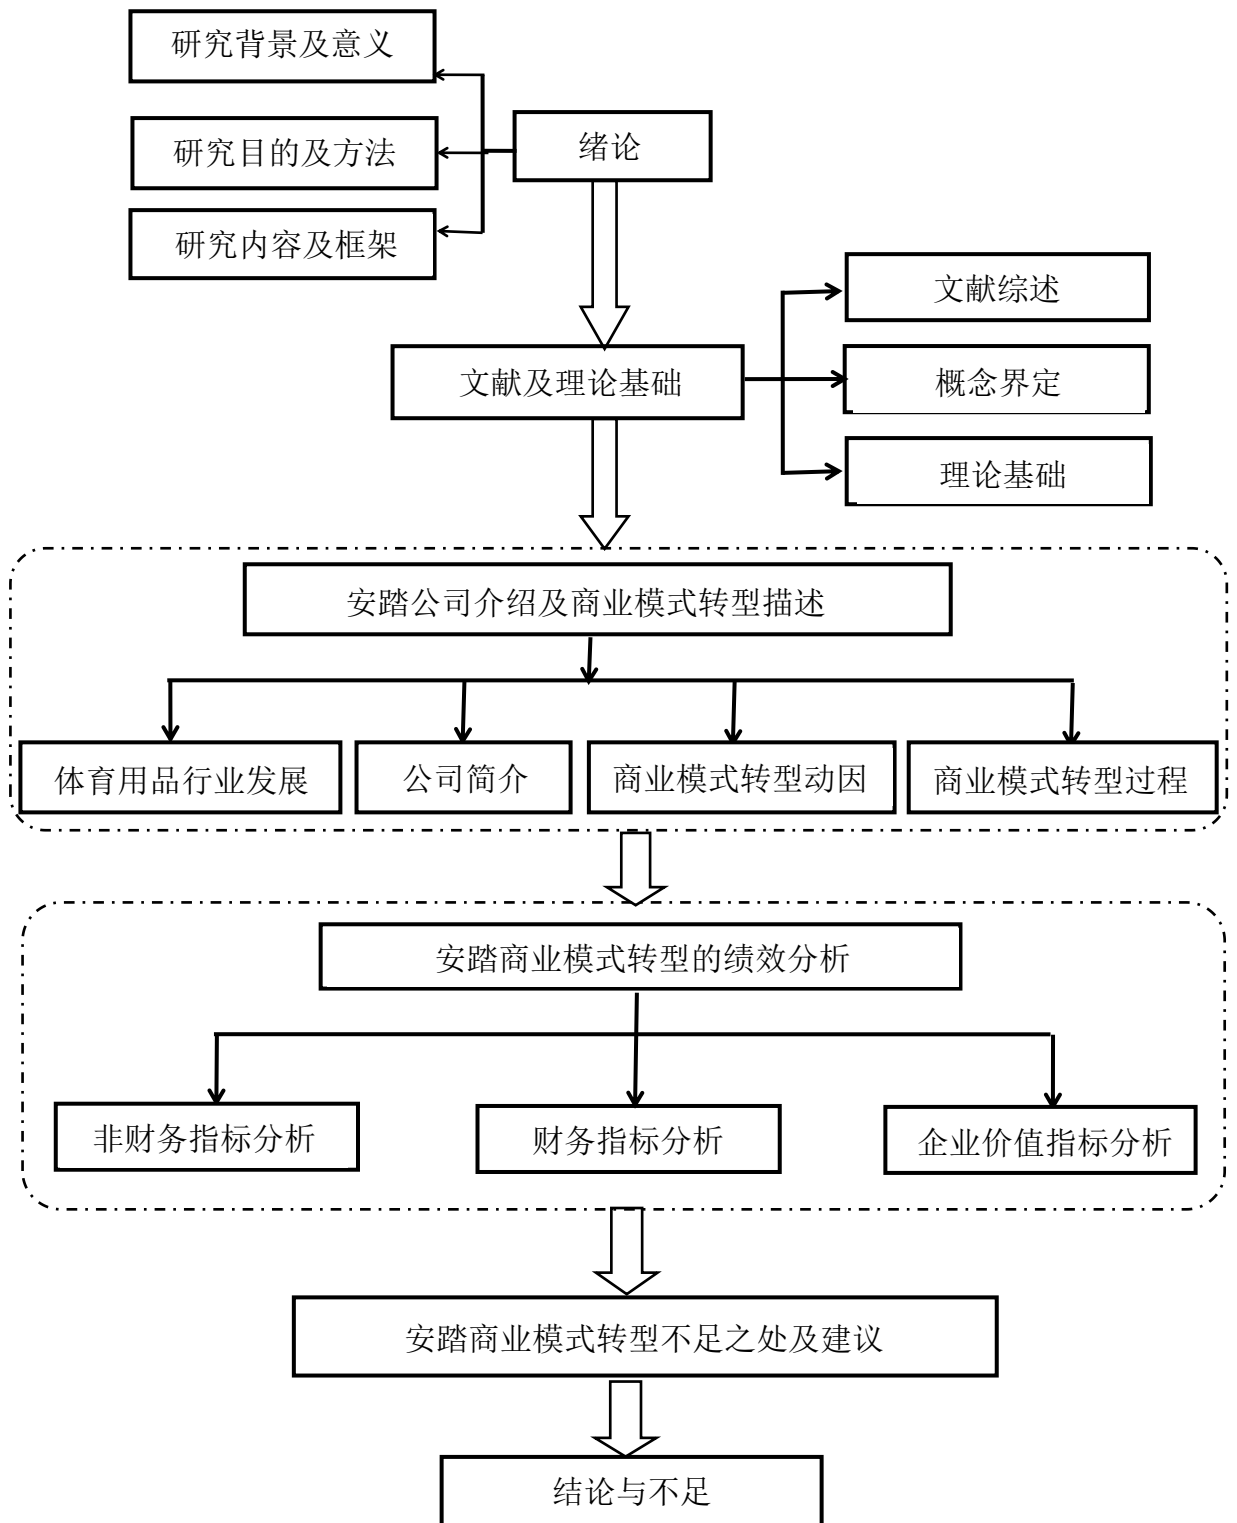 研究背景及意义
绪论
研究目的及方法
研究内容及框架
文献综述
文献及理论基础
概念界定
理论基础
安踏公司介绍及商业模式转型描述
体育用品行业发展
公司简介
商业模式转型动因
商业模式转型过程
安踏商业模式转型的绩效分析
非财务指标分析
财务指标分析
企业价值指标分析
安踏商业模式转型不足之处及建议
结论与不足